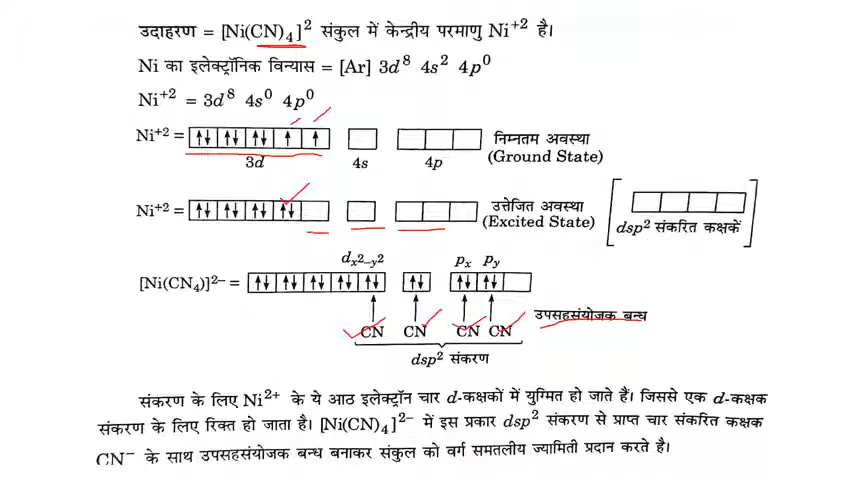 उदाहरण = [Ni(CN)₄]² संकुल में केन्द्रीय परमाणु Ni⁺² है।
Ni का इलेक्ट्रॉनिक विन्यास = [Ar] 3d⁸ 4s² 4p⁰
Ni⁺² = 3d⁸ 4s⁰ 4p⁰
Ni⁺² = ↑↓ ↑↓ ↑↓ ↑ ↑ निम्नतम अवस्था
3d 4s 4p (Ground State)
Ni⁺² = ↑↓ ↑↓ ↑↓ ↑↓ उत्तेजित अवस्था
(Excited State)
dsp² संकरित कक्षकें
dₓ²₋ᵧ² pₓ pᵧ
[Ni(CN₄)]²⁻ = ↑↓ ↑↓ ↑↓ ↑↓ ↑↓ ↑↓ ↑↓ ↑↓
CN CN CN CN उपसहसंयोजक बन्ध
dsp² संकरण
संकरण के लिए Ni²⁺ के ये आठ इलेक्ट्रॉन चार d-कक्षकों में युग्मित हो जाते हैं। जिससे एक d-कक्षक
संकरण के लिए रिक्त हो जाता है। [Ni(CN)₄]²⁻ में इस प्रकार dsp² संकरण से प्राप्त चार संकरित कक्षक
CN⁻ के साथ उपसहसंयोजक बन्ध बनाकर संकुल को वर्ग समतलीय ज्यामिती प्रदान करते है।